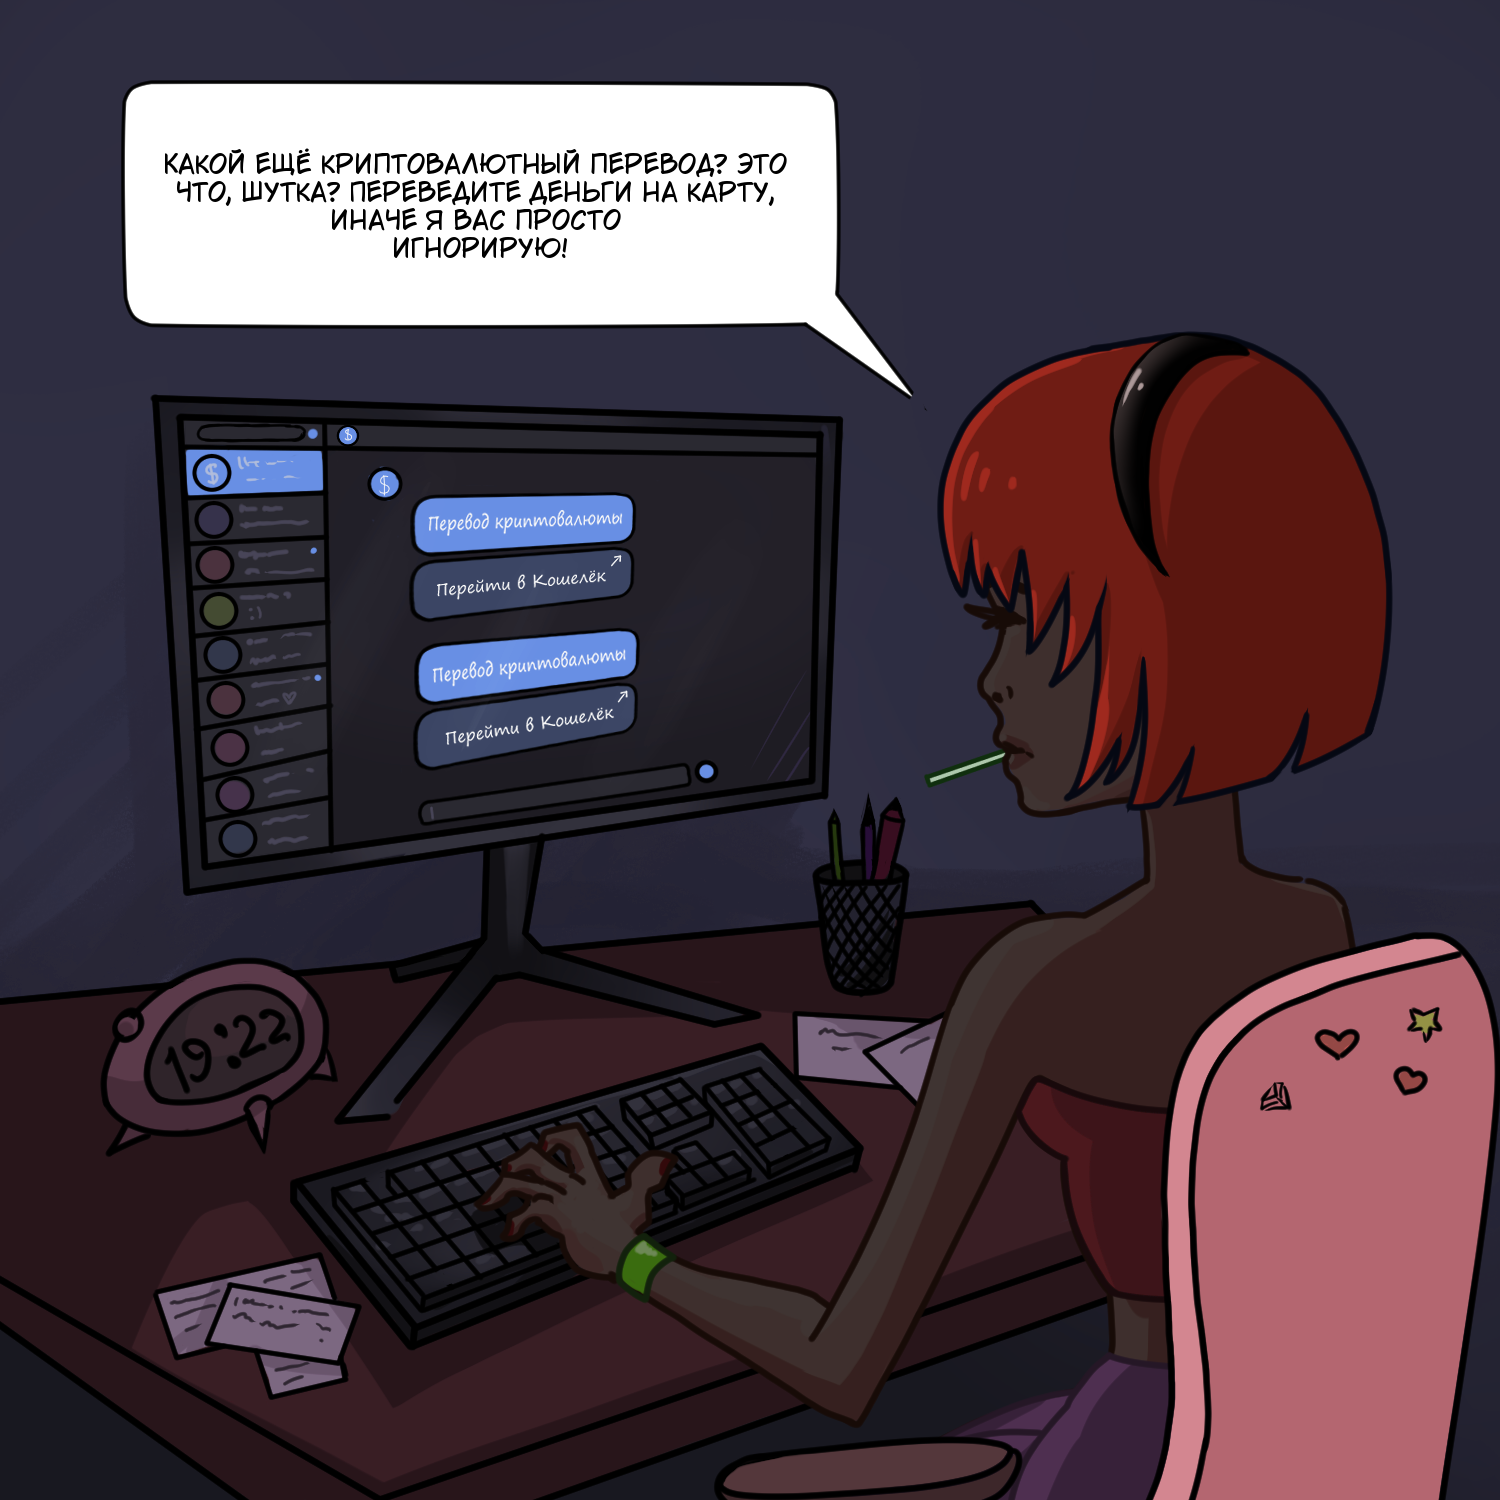 КАКОЙ ЕЩЁ КРИПТОВАЛЮТНЫЙ ПЕРЕВОД? ЭТО
ЧТО, ШУТКА? ПЕРЕВЕДИТЕ ДЕНЬГИ НА КАРТУ,
ИНАЧЕ Я ВАС ПРОСТО
ИГНОРИРУЮ!
$
$
$
Перевод криптовалюты
Перейти в Кошелёк
:)
Перевод криптовалюты
Перейти в Кошелёк
19:22